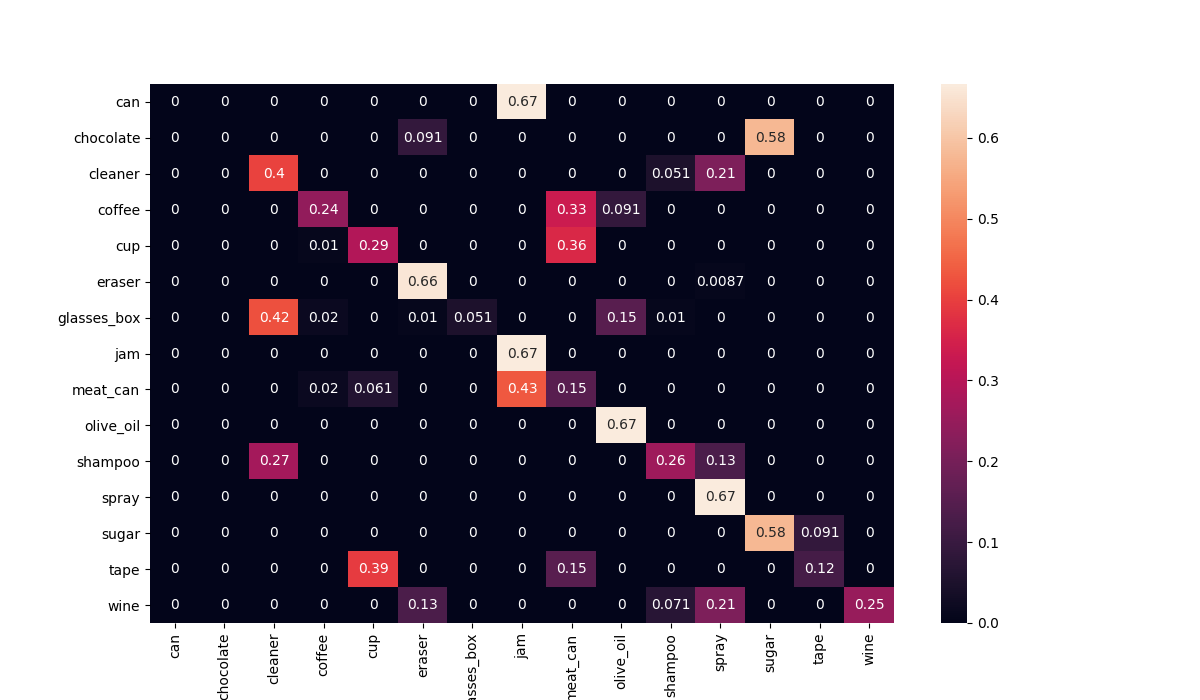 can 0 0 0 0 0 0 0 0.67 0 0 0 0 0 0 0
chocolate 0 0 0 0 0 0.091 0 0 0 0 0 0 0.58 0 0
cleaner 0 0 0.4 0 0 0 0 0 0 0 0.051 0.21 0 0 0
coffee 0 0 0 0.24 0 0 0 0 0.33 0.091 0 0 0 0 0
cup 0 0 0 0.01 0.29 0 0 0 0.36 0 0 0 0 0 0
eraser 0 0 0 0 0 0.66 0 0 0 0 0 0.0087 0 0 0
glasses_box 0 0 0.42 0.02 0 0.01 0.051 0 0 0.15 0.01 0 0 0 0
jam 0 0 0 0 0 0 0 0.67 0 0 0 0 0 0 0
meat_can 0 0 0 0.02 0.061 0 0 0.43 0.15 0 0 0 0 0 0
olive_oil 0 0 0 0 0 0 0 0 0 0.67 0 0 0 0 0
shampoo 0 0 0.27 0 0 0 0 0 0 0 0.26 0.13 0 0 0
spray 0 0 0 0 0 0 0 0 0 0 0 0.67 0 0 0
sugar 0 0 0 0 0 0 0 0 0 0 0 0 0.58 0.091 0
tape 0 0 0 0 0.39 0 0 0 0.15 0 0 0 0 0.12 0
wine 0 0 0 0 0 0.13 0 0 0 0 0.071 0.21 0 0 0.25
can chocolate cleaner coffee cup eraser asses_box jam meat_can olive_oil shampoo spray sugar tape wine
0.6
0.5
0.4
0.3
0.2
0.1
0.0